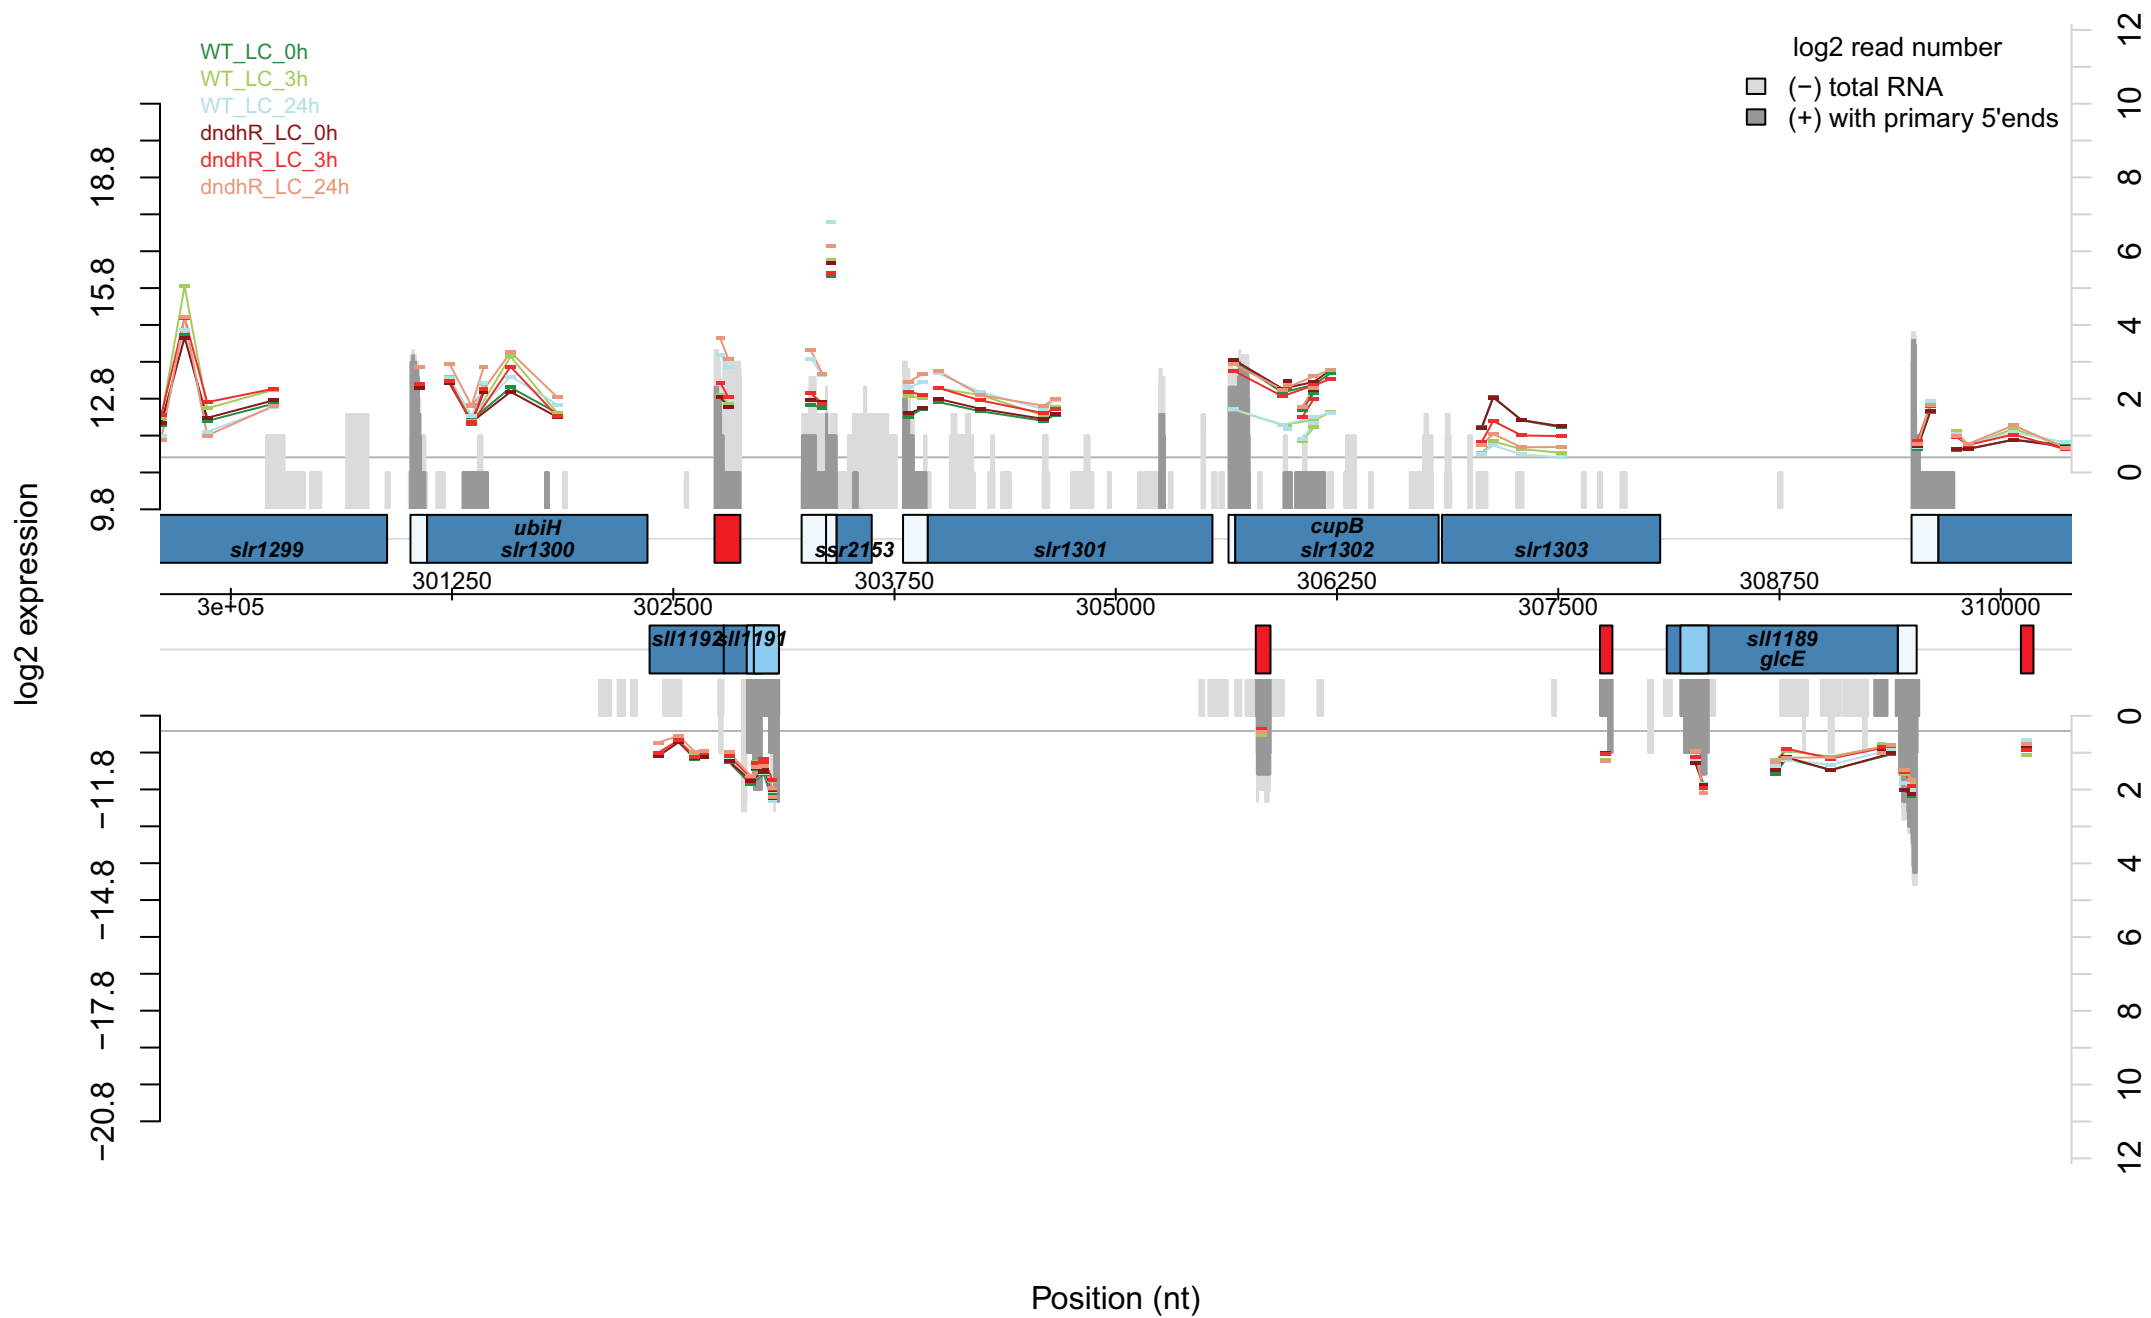 WT_LC_0h
WT_LC_3h
WT_LC_24h
dndhR_LC_0h
dndhR_LC_3h
dndhR_LC_24h
log2 read number
(−) total RNA
(+) with primary 5'ends
log2 expression
18.8
15.8
12.8
9.8
−11.8
−14.8
−17.8
−20.8
12
10
8
6
4
2
0
0
2
4
6
8
10
12
slr1299
ubiH
slr1300
ssr2153
slr1301
cupB
slr1302
slr1303
301250
303750
306250
308750
3e+05
302500
305000
307500
310000
sll1192
sll1191
sll1189
glcE
Position (nt)